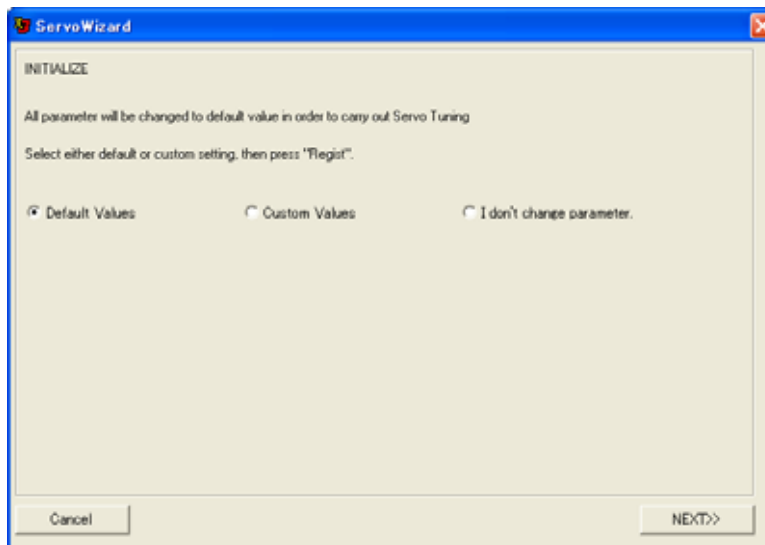 ServoWizard
INITIALIZE
All parameter will be changed to default value in order to carry out Servo Tuning
Select either default or custom setting, then press "Regist".
Default Values Custom Values I don't change parameter.
Cancel NEXT>>